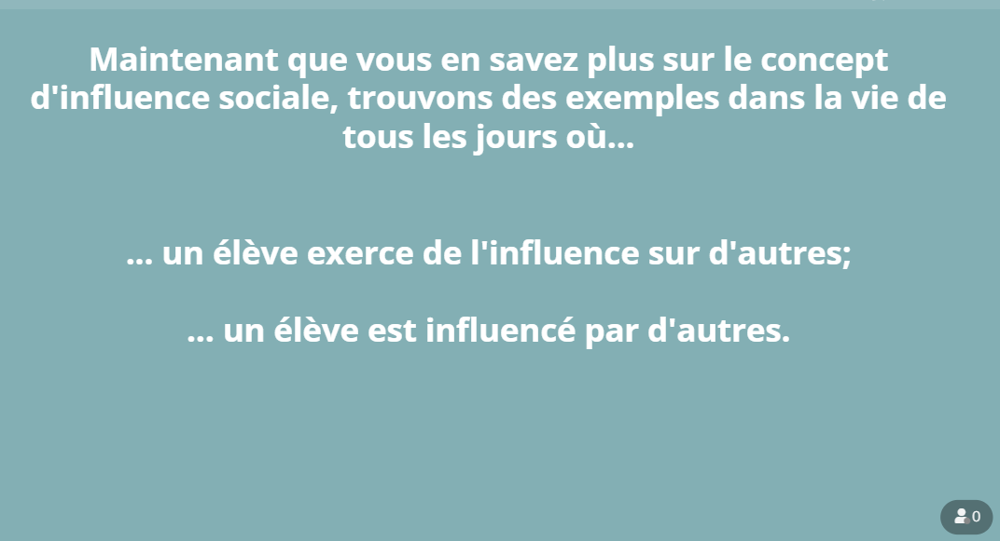 Maintenant que vous en savez plus sur le concept
d'influence sociale, trouvons des exemples dans la vie de
tous les jours où...
... un élève exerce de l'influence sur d'autres;
... un élève est influencé par d'autres.
0